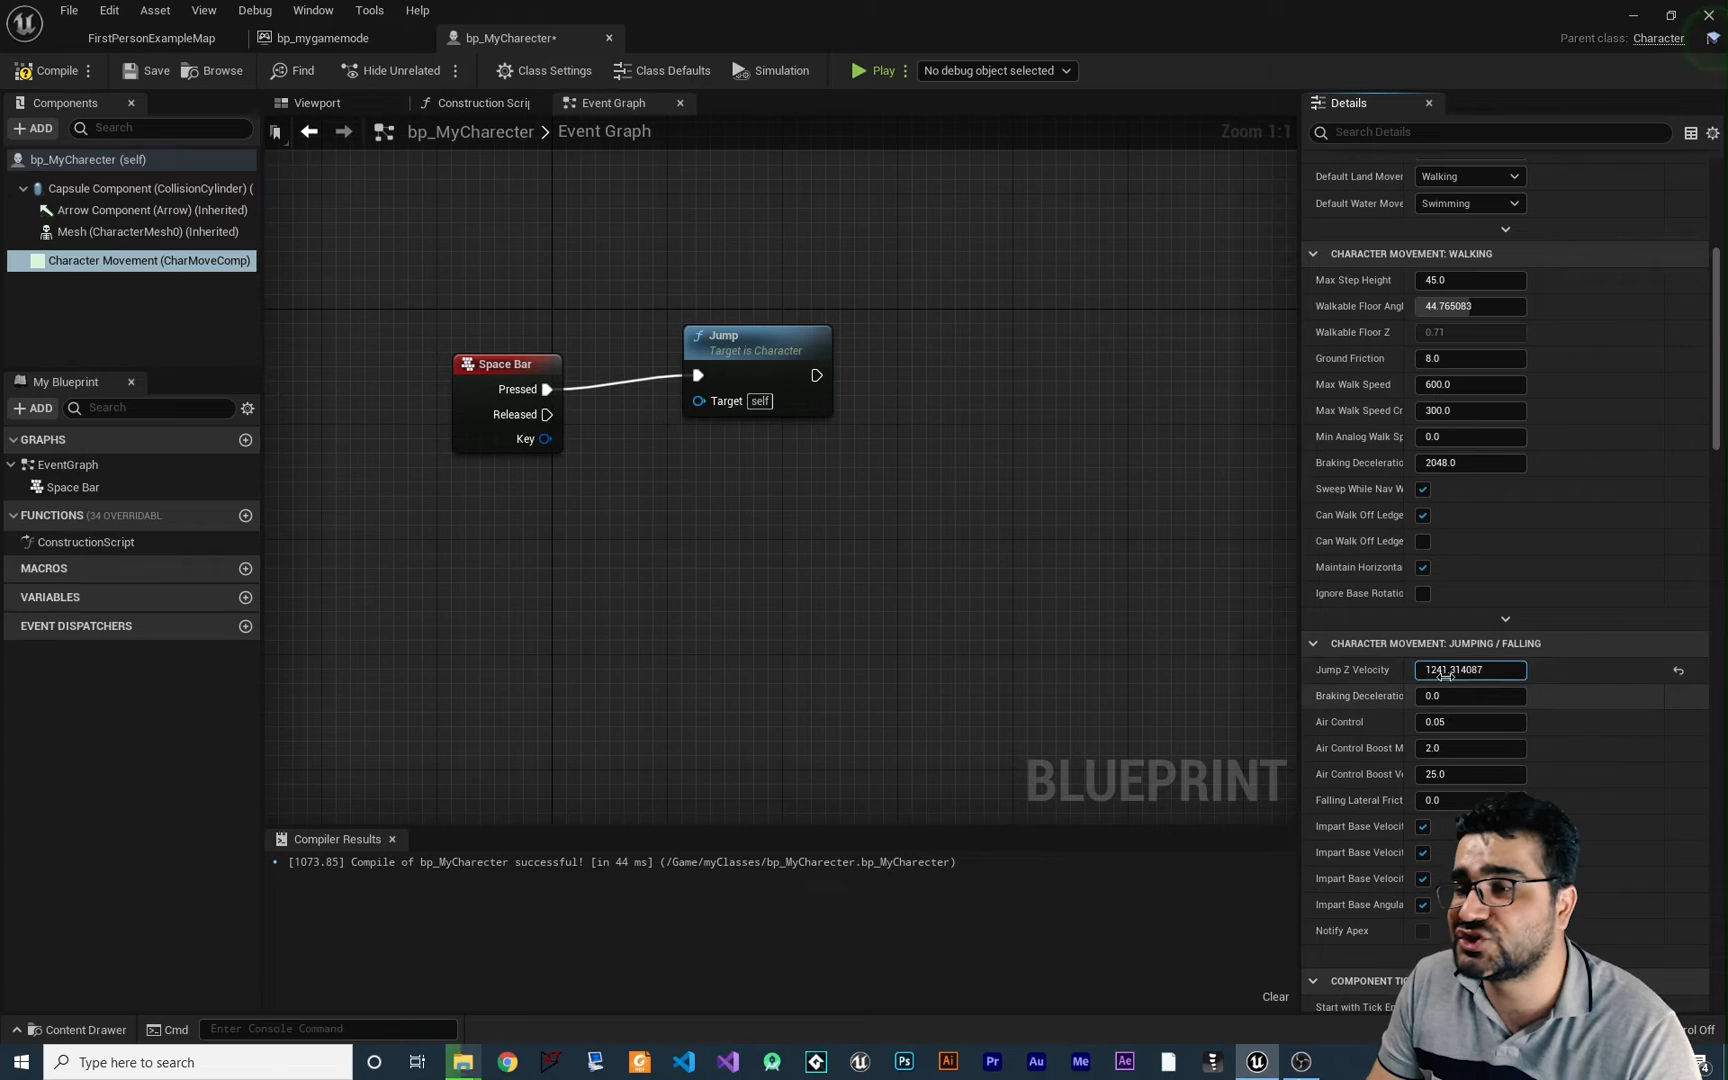 File Edit Asset View Debug Window Tools Help
FirstPersonExampleMap
bp_mygamemode
bp_MyCharecter*
Parent class: Character
Compile
Save
Browse
Find
Hide Unrelated
Class Settings
Class Defaults
Simulation
Play
No debug object selected
Components
ADD
Search
bp_MyCharecter (self)
Capsule Component (CollisionCylinder) (
Arrow Component (Arrow) (Inherited)
Mesh (CharacterMesh0) (Inherited)
Character Movement (CharMoveComp)
My Blueprint
ADD
Search
GRAPHS
EventGraph
Space Bar
FUNCTIONS (34 OVERRIDABL
ConstructionScript
MACROS
VARIABLES
EVENT DISPATCHERS
Viewport
Construction Scrip
Event Graph
bp_MyCharecter > Event Graph
Zoom 1:1
Space Bar
Pressed
Released
Key
Jump
Target is Character
Target self
BLUEPRINT
Compiler Results
[1073.85] Compile of bp_MyCharecter successful! [in 44 ms] (/Game/myClasses/bp_MyCharecter.bp_MyCharecter)
Clear
Details
Search Details
Default Land Mover Walking
Default Water Move Swimming
CHARACTER MOVEMENT: WALKING
Max Step Height 45.0
Walkable Floor Angl 44.765083
Walkable Floor Z 0.71
Ground Friction 8.0
Max Walk Speed 600.0
Max Walk Speed Cr 300.0
Min Analog Walk Sp 0.0
Braking Deceleratio 2048.0
Sweep While Nav W
Can Walk Off Ledge
Can Walk Off Ledge
Maintain Horizonta
Ignore Base Rotatio
CHARACTER MOVEMENT: JUMPING / FALLING
Jump Z Velocity 1241.314087
Braking Deceleratio 0.0
Air Control 0.05
Air Control Boost M 2.0
Air Control Boost Ve 25.0
Falling Lateral Frict 0.0
Impart Base Velocit
Impart Base Velocit
Impart Base Velocit
Impart Base Angula
Notify Apex
COMPONENT TIC
Start with Tick En
Content Drawer
Cmd
Enter Console Command
Type here to search
Ps Ai Pr Au Me Ae